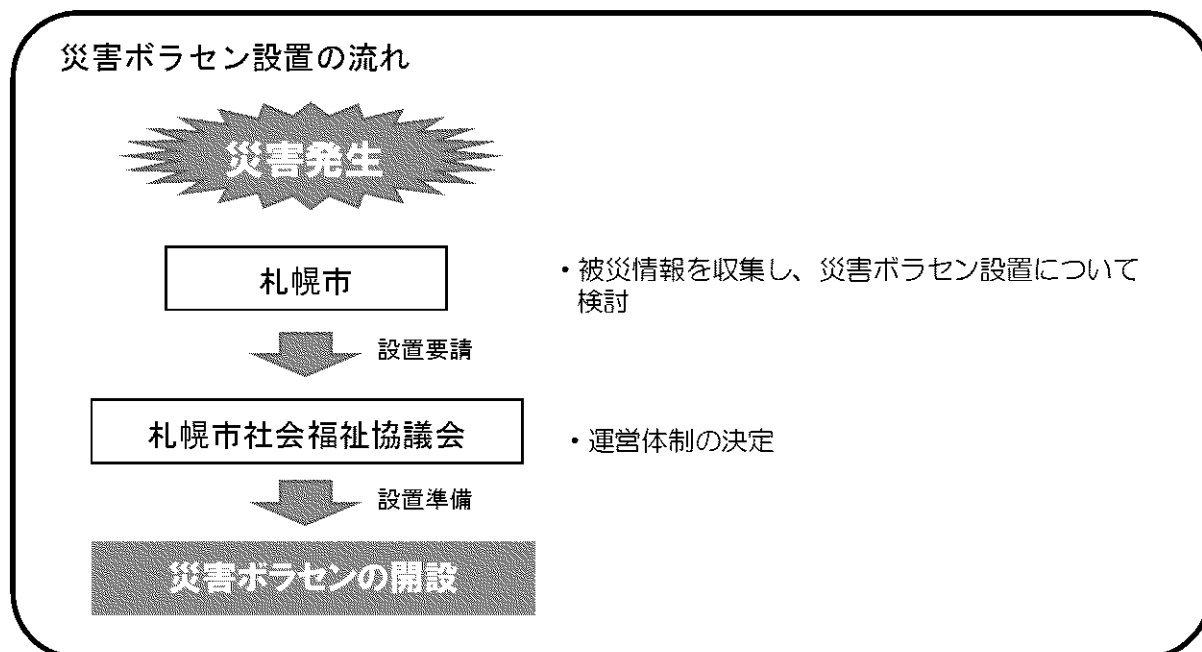 災害ボラセン設置の流れ
災害発生
札幌市
・被災情報を収集し、災害ボラセン設置について
検討
設置要請
札幌市社会福祉協議会
・運営体制の決定
設置準備
災害ボラセンの開設